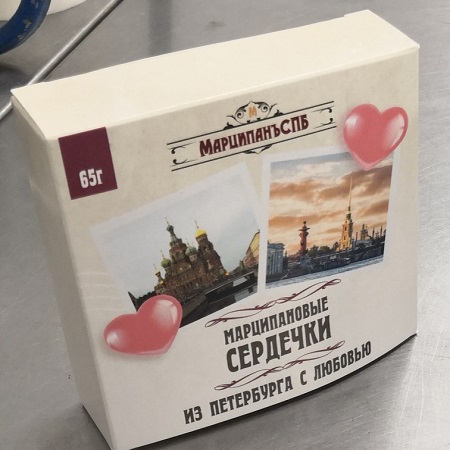 М
МАРЦИПАНЪСПБ
65г
МАРЦИПАНОВЫЕ
СЕРДЕЧКИ
ИЗ ПЕТЕРБУРГА С ЛЮБОВЬЮ